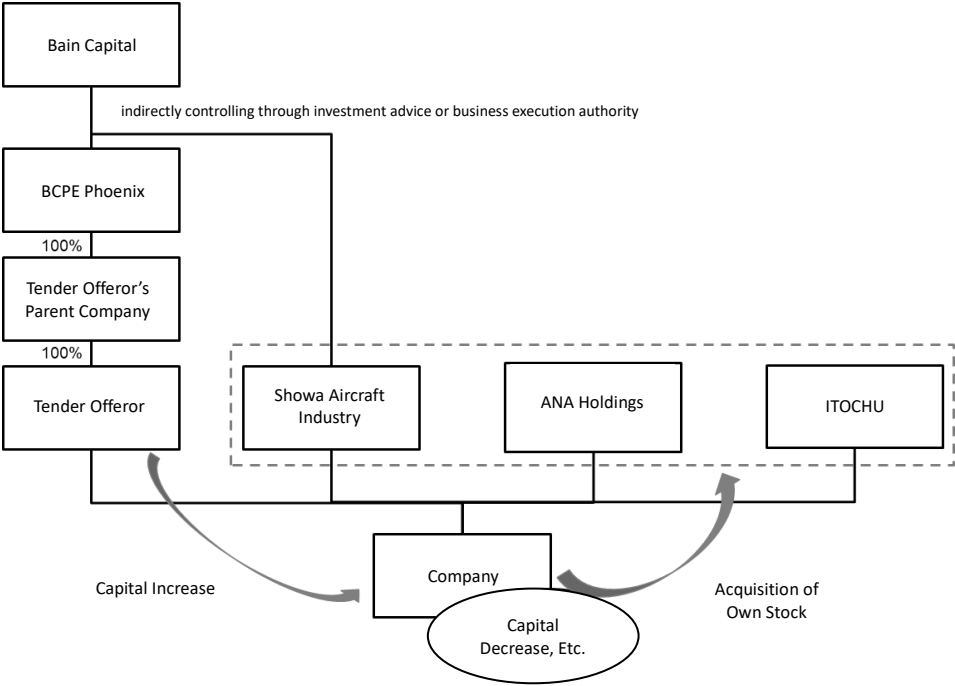 Bain Capital
indirectly controlling through investment advice or business execution authority
BCPE Phoenix
100%
Tender Offeror's
Parent Company
100%
Tender Offeror
Showa Aircraft
Industry
ANA Holdings
ITOCHU
Capital Increase
Company
Acquisition of
Own Stock
Capital
Decrease, Etc.